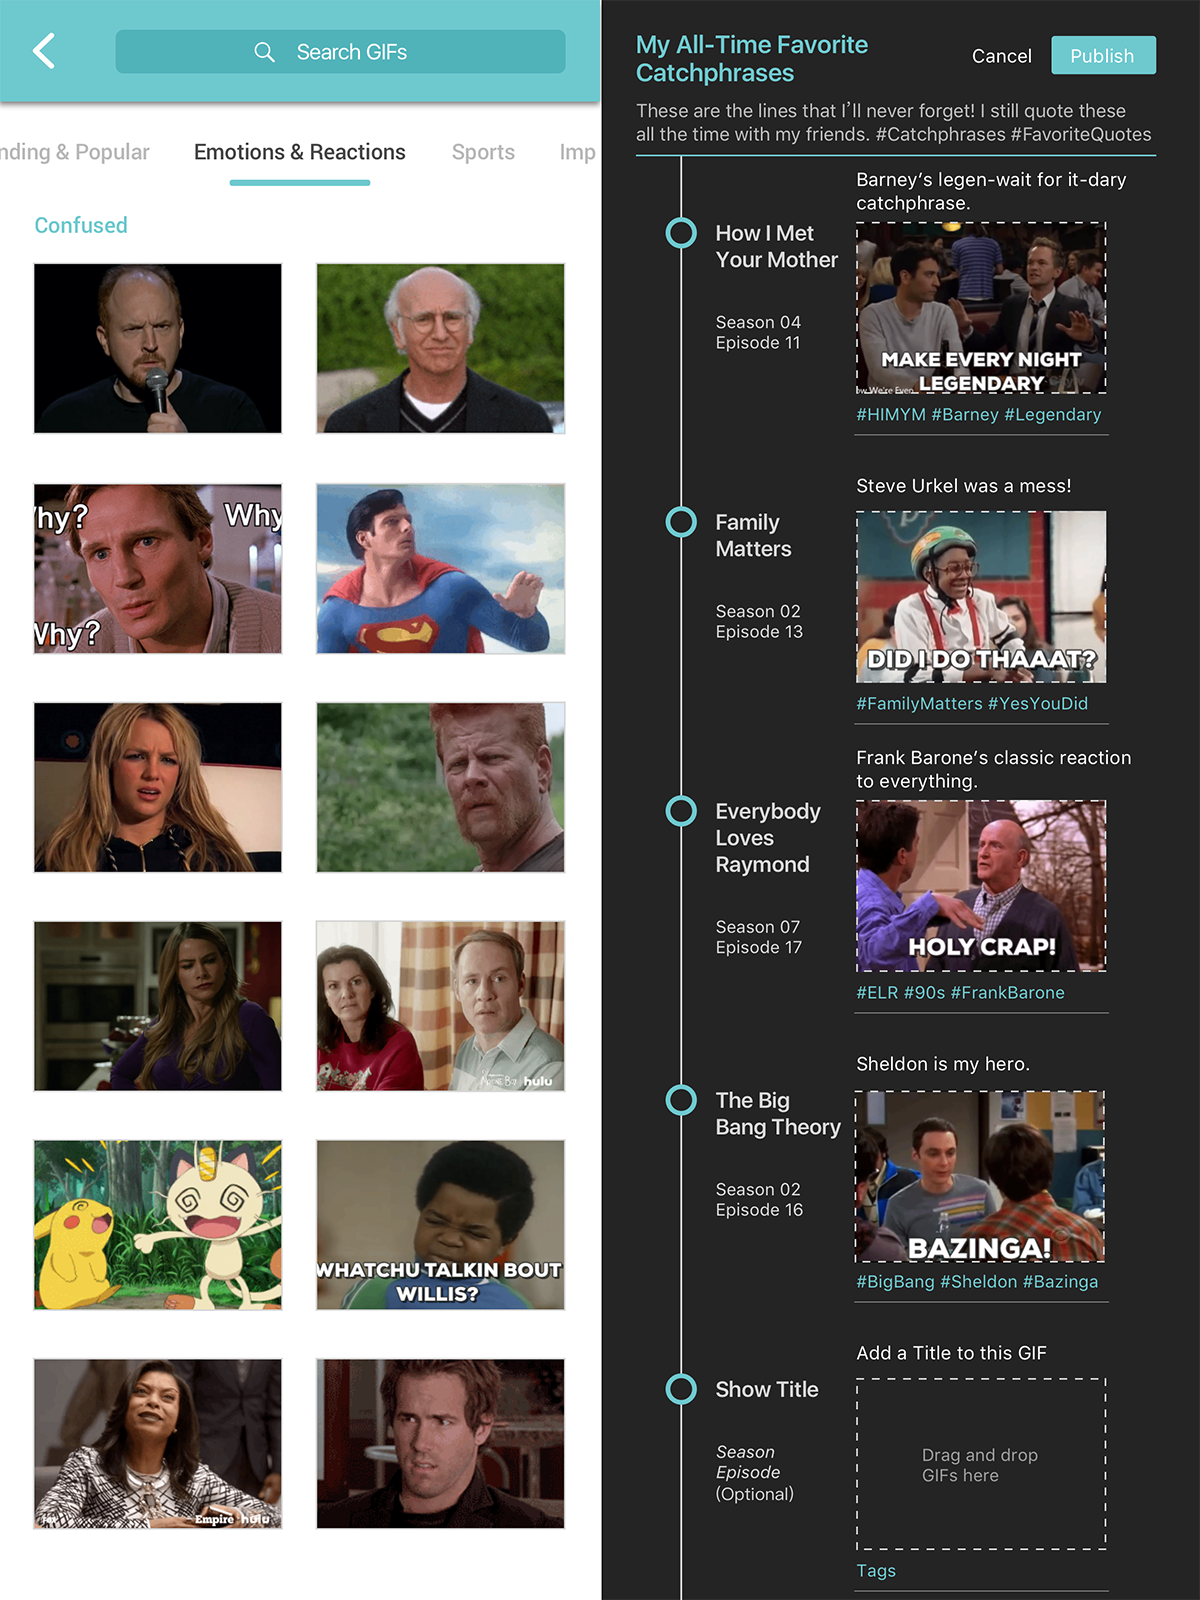 Search GIFs
nding & Popular
Emotions & Reactions
Sports
Imp
Confused
hy?
Why
Why?
hulu
WHATCHU TALKIN BOUT
WILLIS?
Empire hulu
My All-Time Favorite
Catchphrases
Cancel
Publish
These are the lines that I’ll never forget! I still quote these
all the time with my friends. #Catchphrases #FavoriteQuotes
Barney’s legen-wait for it-dary
catchphrase.
How I Met
Your Mother
Season 04
Episode 11
MAKE EVERY NIGHT
LEGENDARY
ow We're Even
#HIMYM #Barney #Legendary
Steve Urkel was a mess!
Family
Matters
Season 02
Episode 13
DID I DO THAAAT?
#FamilyMatters #YesYouDid
Frank Barone’s classic reaction
to everything.
Everybody
Loves
Raymond
Season 07
Episode 17
HOLY CRAP!
#ELR #90s #FrankBarone
Sheldon is my hero.
The Big
Bang Theory
Season 02
Episode 16
BAZINGA!
#BigBang #Sheldon #Bazinga
Add a Title to this GIF
Show Title
Season
Episode
(Optional)
Drag and drop
GIFs here
Tags